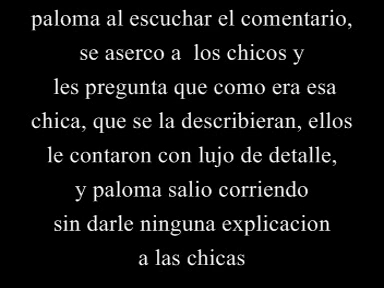 paloma al escuchar el comentario,
se aserco a los chicos y
les pregunta que como era esa
chica, que se la describieran, ellos
le contaron con lujo de detalle,
y paloma salio corriendo
sin darle ninguna explicacion
a las chicas